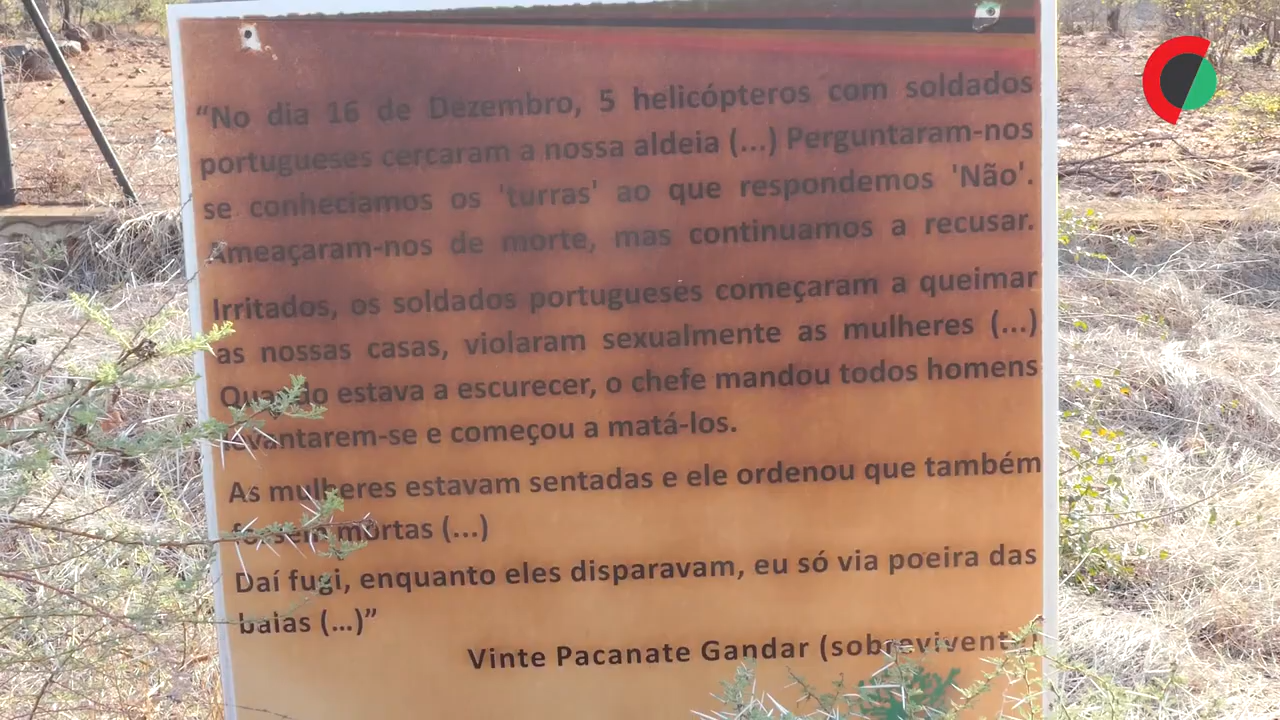 “No dia 16 de Dezembro, 5 helicópteros com soldados
portugueses cercaram a nossa aldeia (...) Perguntaram-nos
se conheciamos os 'turras' ao que respondemos 'Não'.
Ameaçaram-nos de morte, mas continuamos a recusar.
Irritados, os soldados portugueses começaram a queimar
as nossas casas, violaram sexualmente as mulheres (...)
Quando estava a escurecer, o chefe mandou todos homens
levantarem-se e começou a matá-los.
As mulheres estavam sentadas e ele ordenou que também
fossem mortas (...)
Daí fugi, enquanto eles disparavam, eu só via poeira das
balas (...)”
Vinte Pacanate Gandar (sobrevivente)